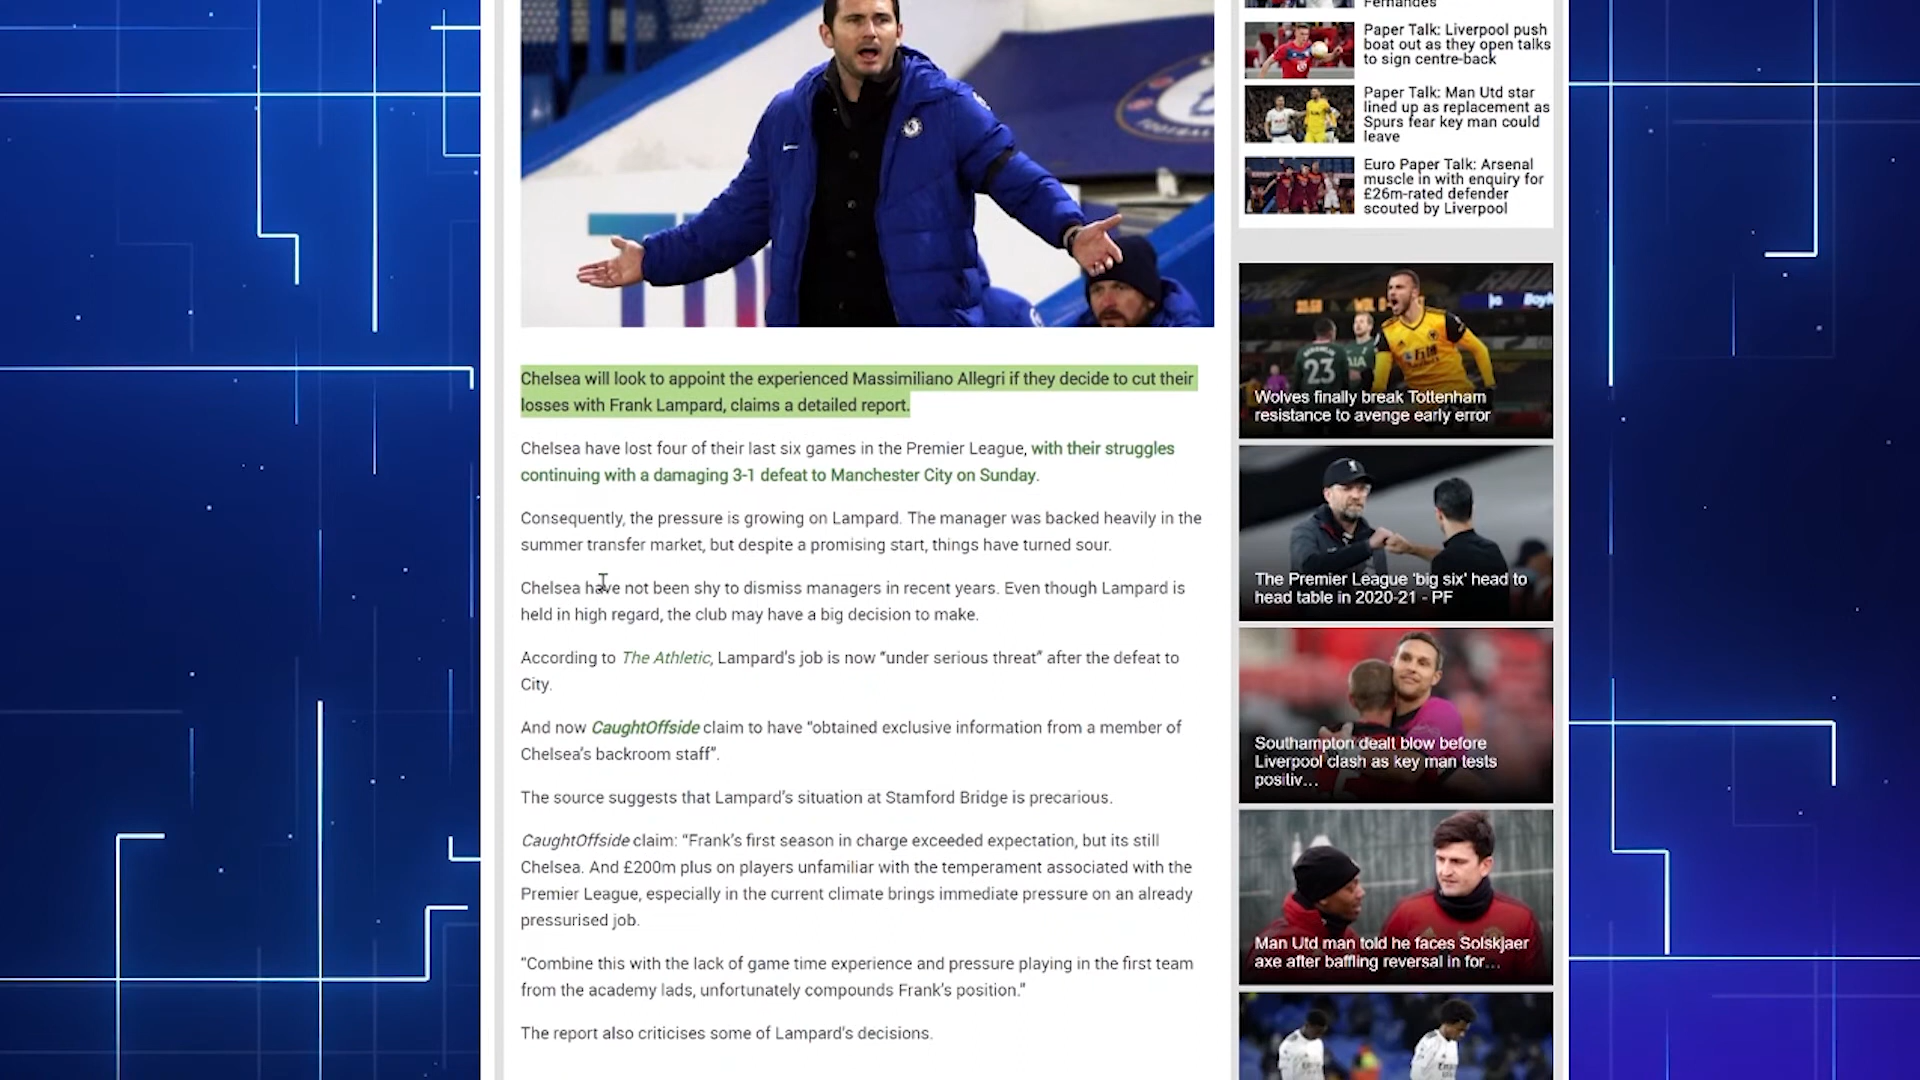 Fernandes
Paper Talk: Liverpool push
boat out as they open talks
to sign centre-back
Paper Talk: Man Utd star
lined up as replacement as
Spurs fear key man could
leave
Euro Paper Talk: Arsenal
muscle in with enquiry for
£26m-rated defender
scouted by Liverpool
Chelsea will look to appoint the experienced Massimiliano Allegri if they decide to cut their
losses with Frank Lampard, claims a detailed report.
Chelsea have lost four of their last six games in the Premier League, with their struggles
continuing with a damaging 3-1 defeat to Manchester City on Sunday.
Consequently, the pressure is growing on Lampard. The manager was backed heavily in the
summer transfer market, but despite a promising start, things have turned sour.
Chelsea have not been shy to dismiss managers in recent years. Even though Lampard is
held in high regard, the club may have a big decision to make.
According to The Athletic, Lampard's job is now “under serious threat” after the defeat to
City.
And now CaughtOffside claim to have “obtained exclusive information from a member of
Chelsea's backroom staff”.
The source suggests that Lampard's situation at Stamford Bridge is precarious.
CaughtOffside claim: “Frank's first season in charge exceeded expectation, but its still
Chelsea. And £200m plus on players unfamiliar with the temperament associated with the
Premier League, especially in the current climate brings immediate pressure on an already
pressurised job.
“Combine this with the lack of game time experience and pressure playing in the first team
from the academy lads, unfortunately compounds Frank's position.”
The report also criticises some of Lampard's decisions.
23
Wolves finally break Tottenham
resistance to avenge early error
The Premier League 'big six' head to
head table in 2020-21 - PF
Southampton dealt blow before
Liverpool clash as key man tests
positiv...
Man Utd man told he faces Solskjaer
axe after baffling reversal in for...